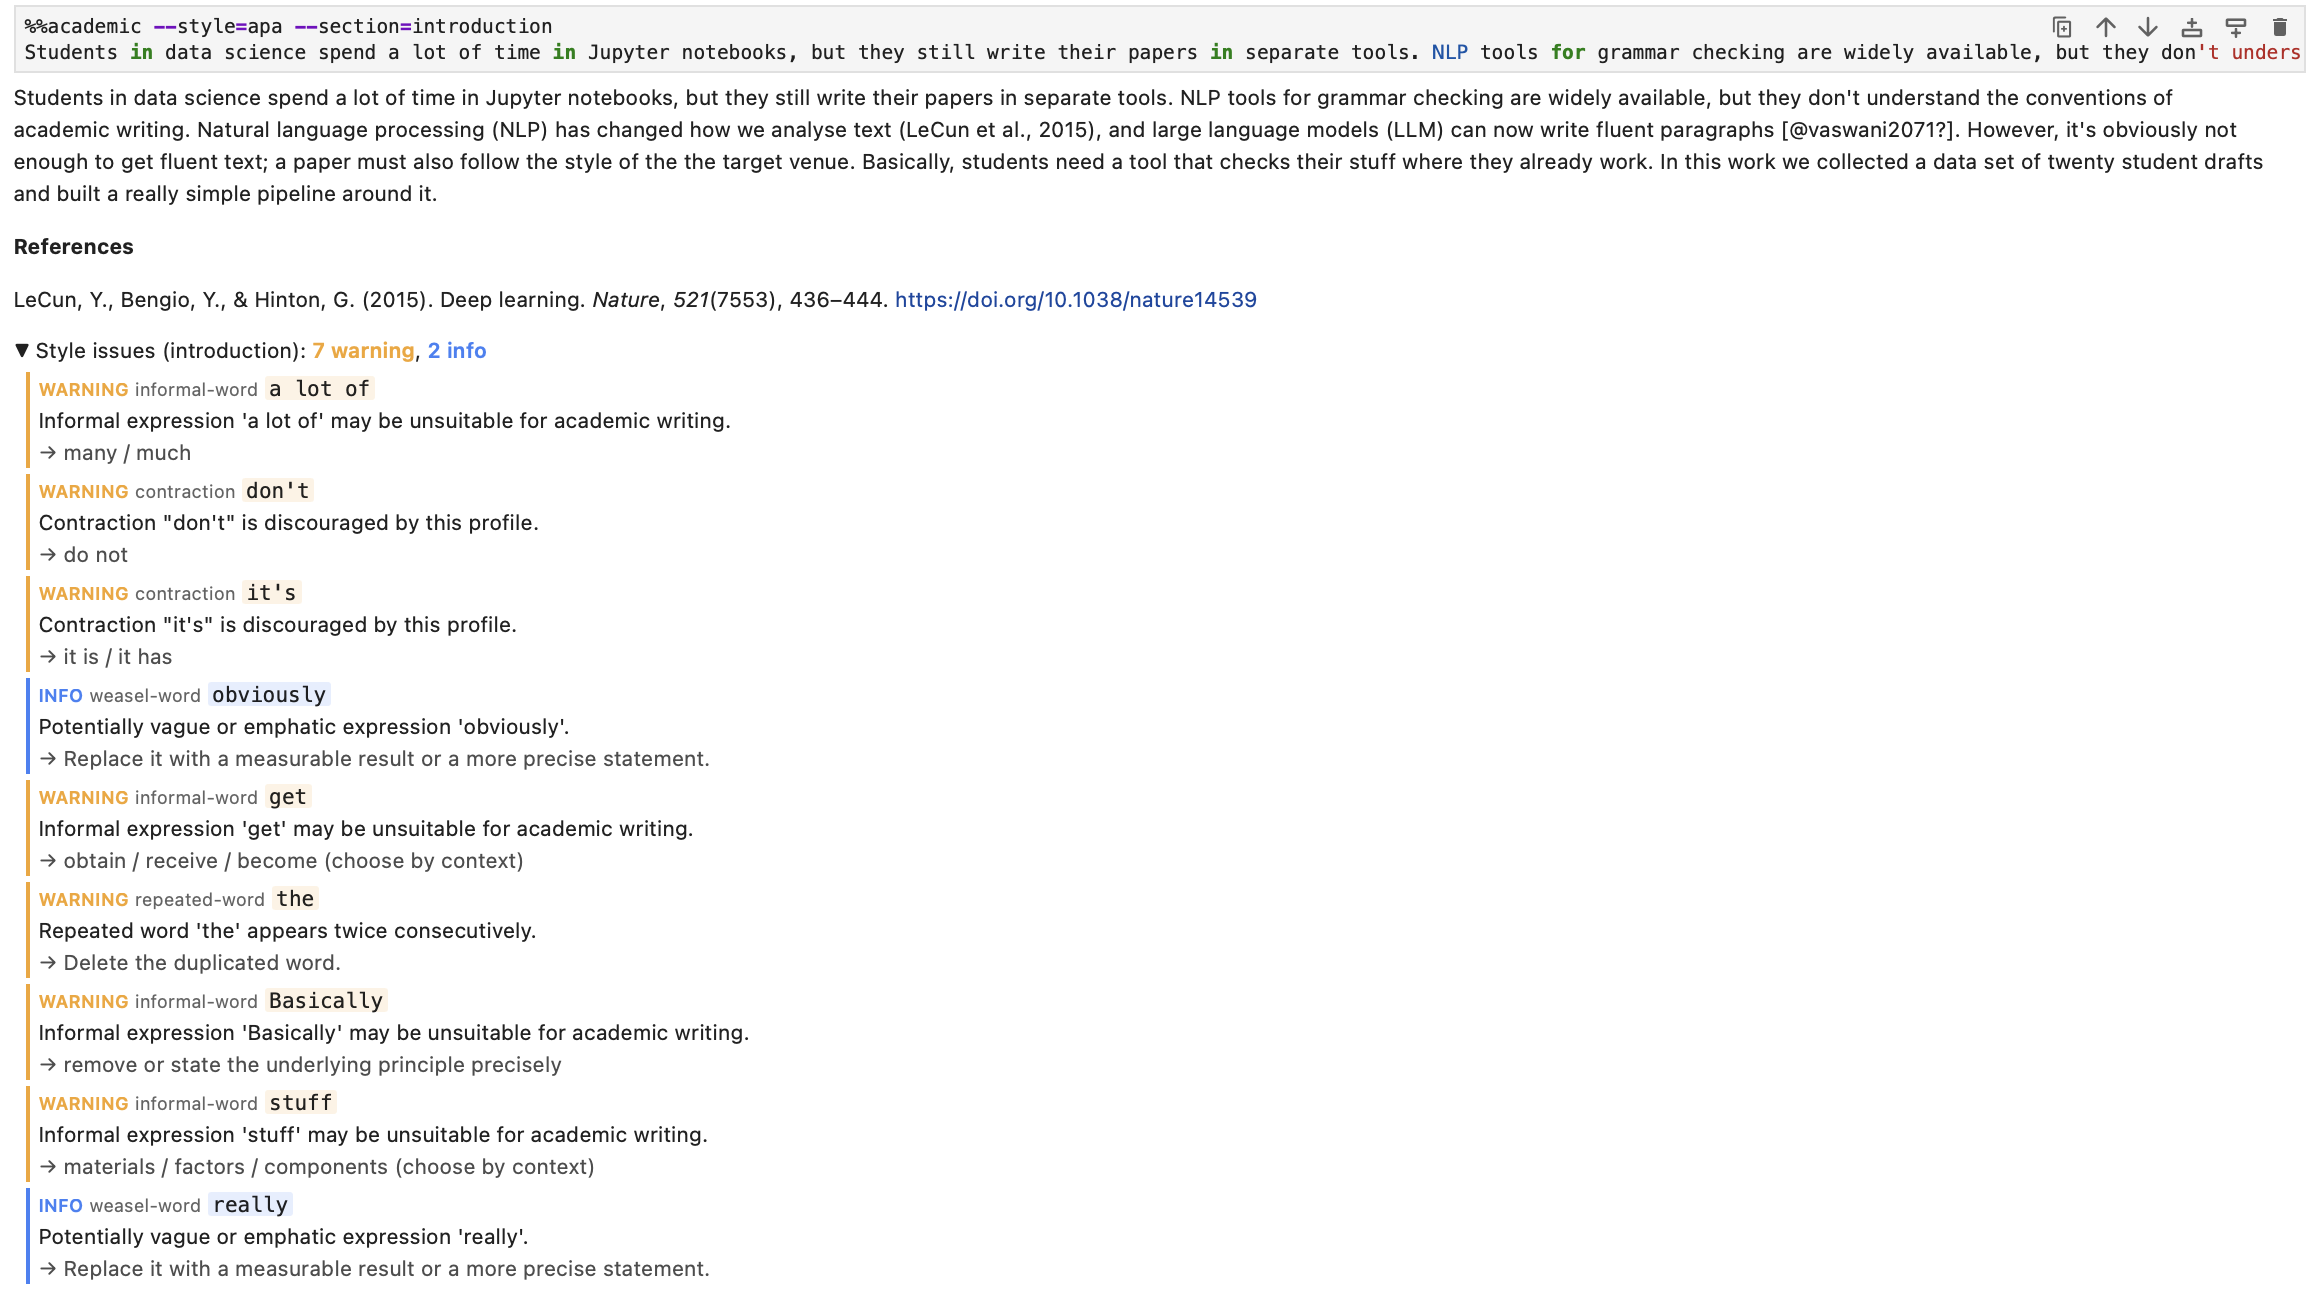 %%academic --style=apa --section=introduction
Students in data science spend a lot of time in Jupyter notebooks, but they still write their papers in separate tools. NLP tools for grammar checking are widely available, but they don't unders
Students in data science spend a lot of time in Jupyter notebooks, but they still write their papers in separate tools. NLP tools for grammar checking are widely available, but they don't understand the conventions of
academic writing. Natural language processing (NLP) has changed how we analyse text (LeCun et al., 2015), and large language models (LLM) can now write fluent paragraphs [@vaswani2071?]. However, it's obviously not
enough to get fluent text; a paper must also follow the style of the the target venue. Basically, students need a tool that checks their stuff where they already work. In this work we collected a data set of twenty student drafts
and built a really simple pipeline around it.
References
LeCun, Y., Bengio, Y., & Hinton, G. (2015). Deep learning. Nature, 521(7553), 436–444. https://doi.org/10.1038/nature14539
▼ Style issues (introduction): 7 warning, 2 info
WARNING informal-word a lot of
Informal expression 'a lot of' may be unsuitable for academic writing.
→ many / much
WARNING contraction don't
Contraction "don't" is discouraged by this profile.
→ do not
WARNING contraction it's
Contraction "it's" is discouraged by this profile.
→ it is / it has
INFO weasel-word obviously
Potentially vague or emphatic expression 'obviously'.
→ Replace it with a measurable result or a more precise statement.
WARNING informal-word get
Informal expression 'get' may be unsuitable for academic writing.
→ obtain / receive / become (choose by context)
WARNING repeated-word the
Repeated word 'the' appears twice consecutively.
→ Delete the duplicated word.
WARNING informal-word Basically
Informal expression 'Basically' may be unsuitable for academic writing.
→ remove or state the underlying principle precisely
WARNING informal-word stuff
Informal expression 'stuff' may be unsuitable for academic writing.
→ materials / factors / components (choose by context)
INFO weasel-word really
Potentially vague or emphatic expression 'really'.
→ Replace it with a measurable result or a more precise statement.